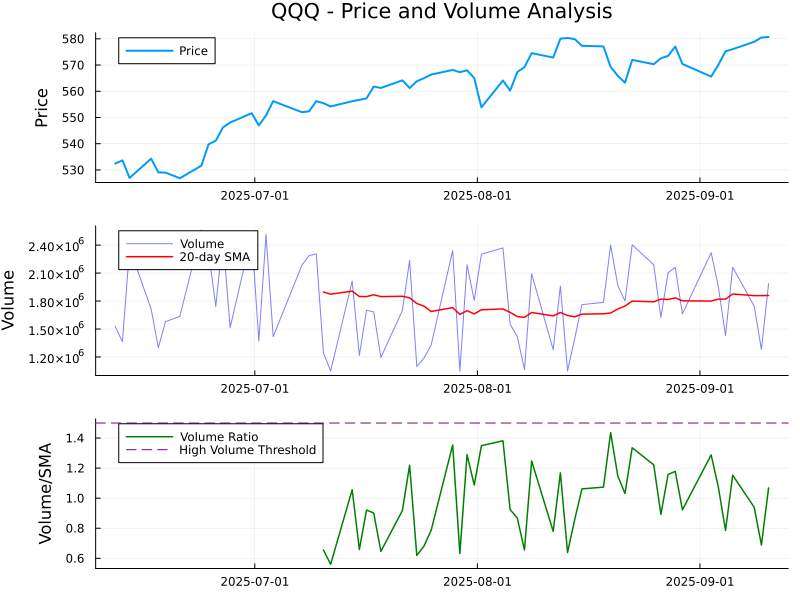 QQQ - Price and Volume Analysis
Price
580
570
560
550
540
530
Price
2025-07-01
2025-08-01
2025-09-01
Volume
2.40×10⁶
2.10×10⁶
1.80×10⁶
1.50×10⁶
1.20×10⁶
Volume
20-day SMA
2025-07-01
2025-08-01
2025-09-01
Volume/SMA
1.4
1.2
1.0
0.8
0.6
Volume Ratio
High Volume Threshold
2025-07-01
2025-08-01
2025-09-01